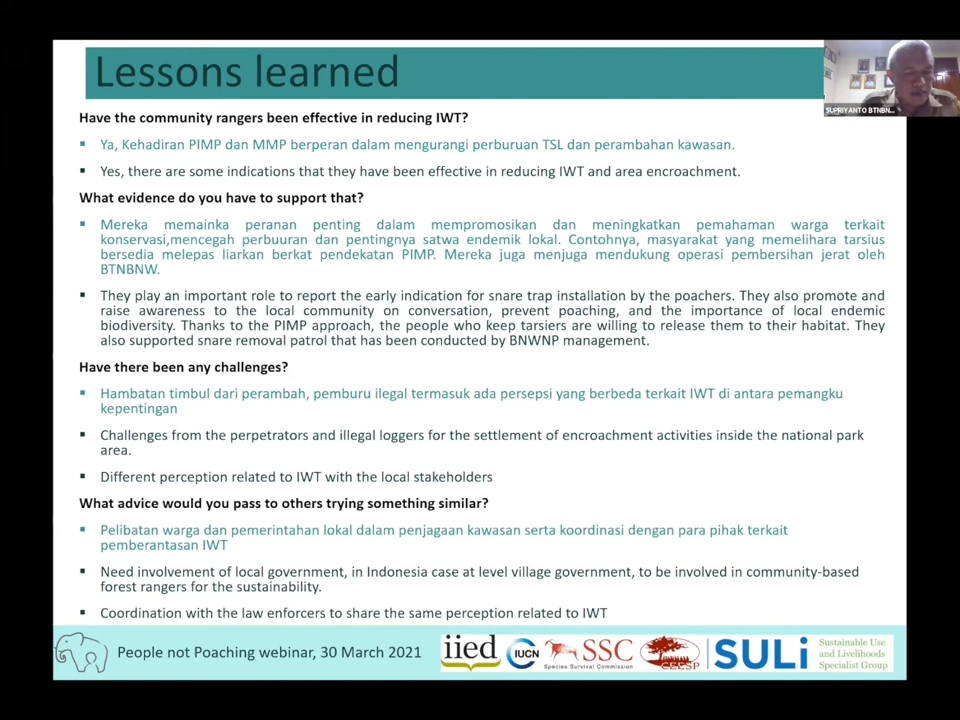 Lessons learned
SUPRIYANTO BTNBN...
Have the community rangers been effective in reducing IWT?
Ya, Kehadiran PIMP dan MMP berperan dalam mengurangi perburuan TSL dan perambahan kawasan.
Yes, there are some indications that they have been effective in reducing IWT and area encroachment.
What evidence do you have to support that?
Mereka memainka peranan penting dalam mempromosikan dan meningkatkan pemahaman warga terkait
konservasi,mencegah perbuuran dan pentingnya satwa endemik lokal. Contohnya, masyarakat yang memelihara tarsius
bersedia melepas liarkan berkat pendekatan PIMP. Mereka juga menjuga mendukung operasi pembersihan jerat oleh
BTNBNW.
They play an important role to report the early indication for snare trap installation by the poachers. They also promote and
raise awareness to the local community on conversation, prevent poaching, and the importance of local endemic
biodiversity. Thanks to the PIMP approach, the people who keep tarsiers are willing to release them to their habitat. They
also supported snare removal patrol that has been conducted by BNWNP management.
Have there been any challenges?
Hambatan timbul dari perambah, pemburu ilegal termasuk ada persepsi yang berbeda terkait IWT di antara pemangku
kepentingan
Challenges from the perpetrators and illegal loggers for the settlement of encroachment activities inside the national park
area.
Different perception related to IWT with the local stakeholders
What advice would you pass to others trying something similar?
Pelibatan warga dan pemerintahan lokal dalam penjagaan kawasan serta koordinasi dengan para pihak terkait
pemberantasan IWT
Need involvement of local government, in Indonesia case at level village government, to be involved in community-based
forest rangers for the sustainability.
Coordination with the law enforcers to share the same perception related to IWT
People not Poaching webinar, 30 March 2021
iied
IUCN
SSC
Species Survival Commission
CEESP
SULi
Sustainable Use
and Livelihoods
Specialist Group